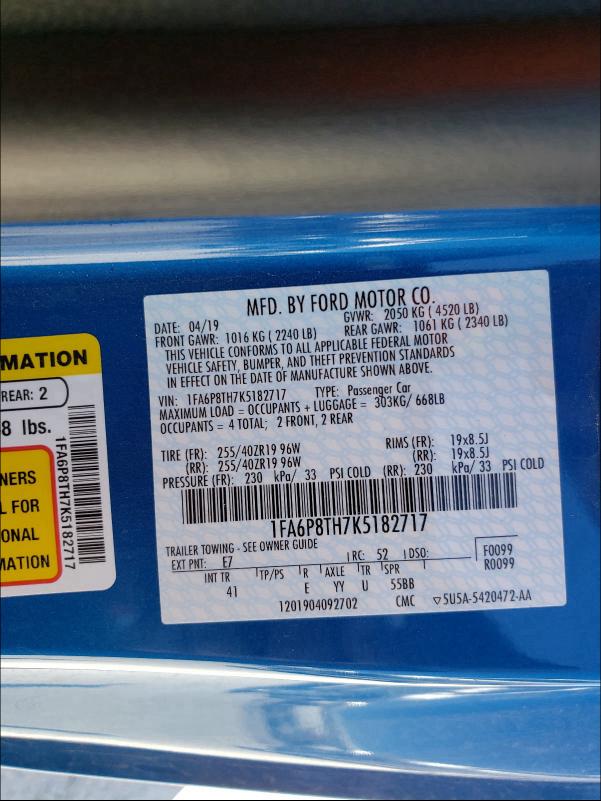 MATION
REAR: 2
8 lbs.
NERS
L FOR
ONAL
MATION
1FA6P8TH7K5182717
MFD. BY FORD MOTOR CO.
DATE: 04/19 GVWR: 2050 KG ( 4520 LB)
FRONT GAWR: 1016 KG ( 2240 LB) REAR GAWR: 1061 KG ( 2340 LB)
THIS VEHICLE CONFORMS TO ALL APPLICABLE FEDERAL MOTOR
VEHICLE SAFETY, BUMPER, AND THEFT PREVENTION STANDARDS
IN EFFECT ON THE DATE OF MANUFACTURE SHOWN ABOVE.
VIN: 1FA6P8TH7K5182717 TYPE: Passenger Car
MAXIMUM LOAD = OCCUPANTS + LUGGAGE = 303KG/ 668LB
OCCUPANTS = 4 TOTAL; 2 FRONT, 2 REAR
TIRE (FR): 255/40ZR19 96W RIMS (FR): 19x8.5J
(RR): 255/40ZR19 96W (RR): 19x8.5J
PRESSURE (FR): 230 kPa/ 33 PSI COLD (RR): 230 kPa/ 33 PSI COLD
1FA6P8TH7K5182717
TRAILER TOWING - SEE OWNER GUIDE
EXT PNT: E7 RC: 52 DSO: F0099
R0099
INT TR TP/PS R AXLE TR SPR
41 E YY U 55BB
1201904092702 CMC ▽5U5A-5420472-AA